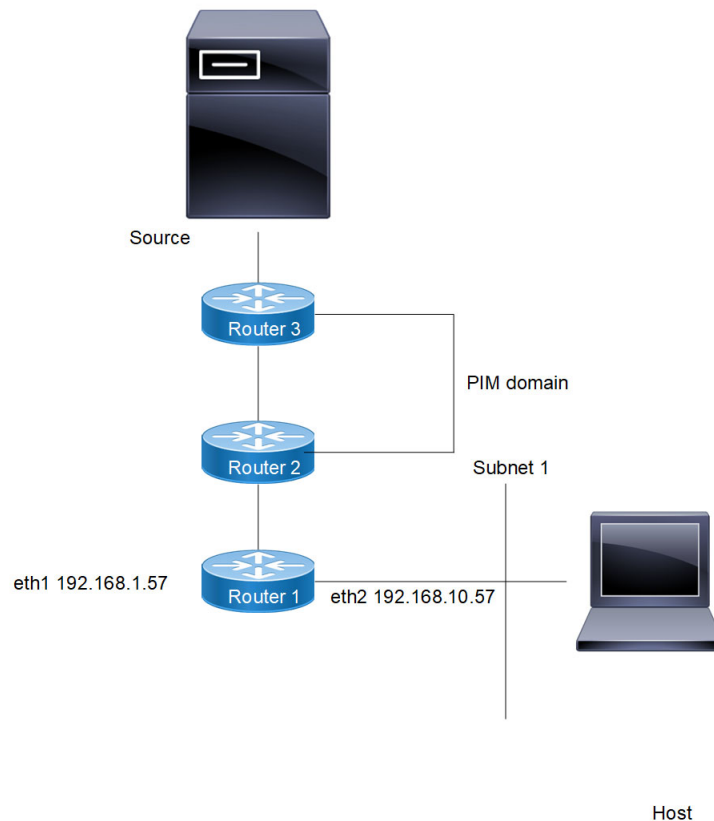 Source
Router 3
PIM domain
Router 2
Subnet 1
eth1 192.168.1.57
Router 1
eth2 192.168.10.57
Host